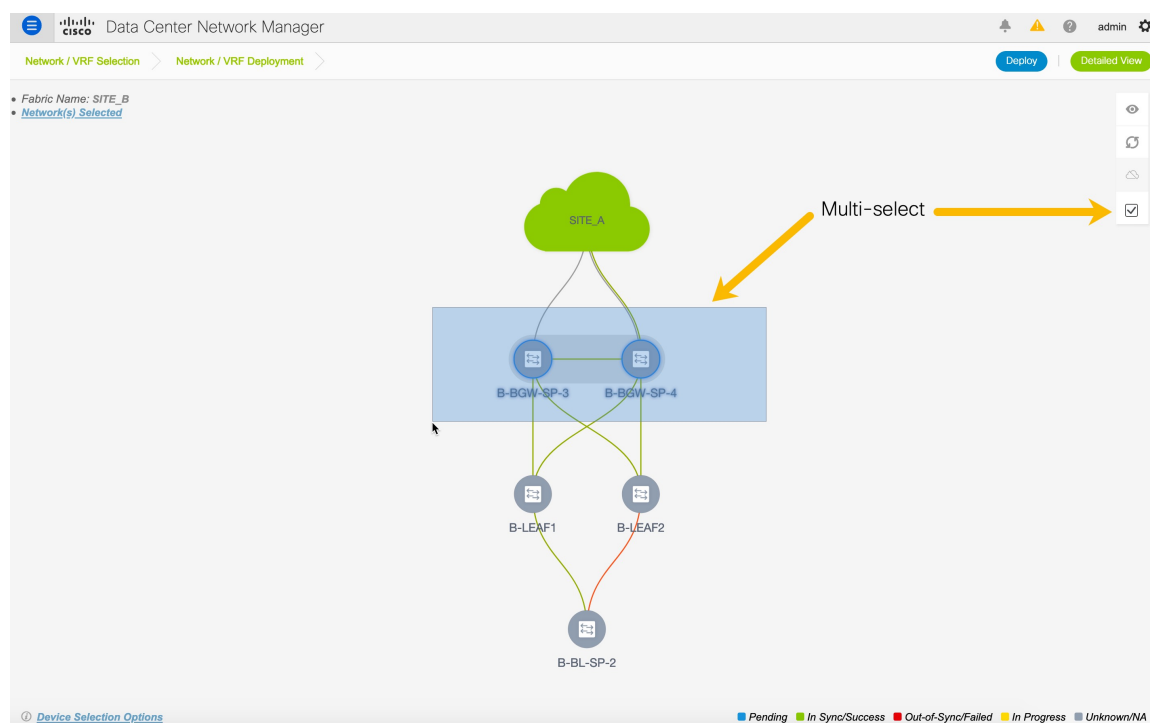 cisco Data Center Network Manager
admin
Network / VRF Selection Network / VRF Deployment
Deploy Detailed View
Fabric Name: SITE_B
Network(s) Selected
SITE_A
Multi-select
B-BGW-SP-3 B-BGW-SP-4
B-LEAF1 B-LEAF2
B-BL-SP-2
Device Selection Options
Pending In Sync/Success Out-of-Sync/Failed In Progress Unknown/NA